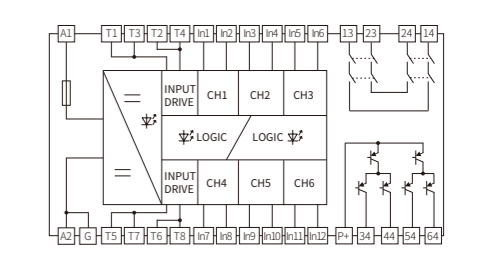 A1 T1 T3 T2 T4 In1 In2 In3 In4 In5 In6 13 23 24 14
INPUT
DRIVE
CH1 CH2 CH3
LOGIC LOGIC
INPUT
DRIVE
CH4 CH5 CH6
A2 G T5 T7 T6 T8 In7 In8 In9 In10 In11 In12 P+ 34 44 54 64